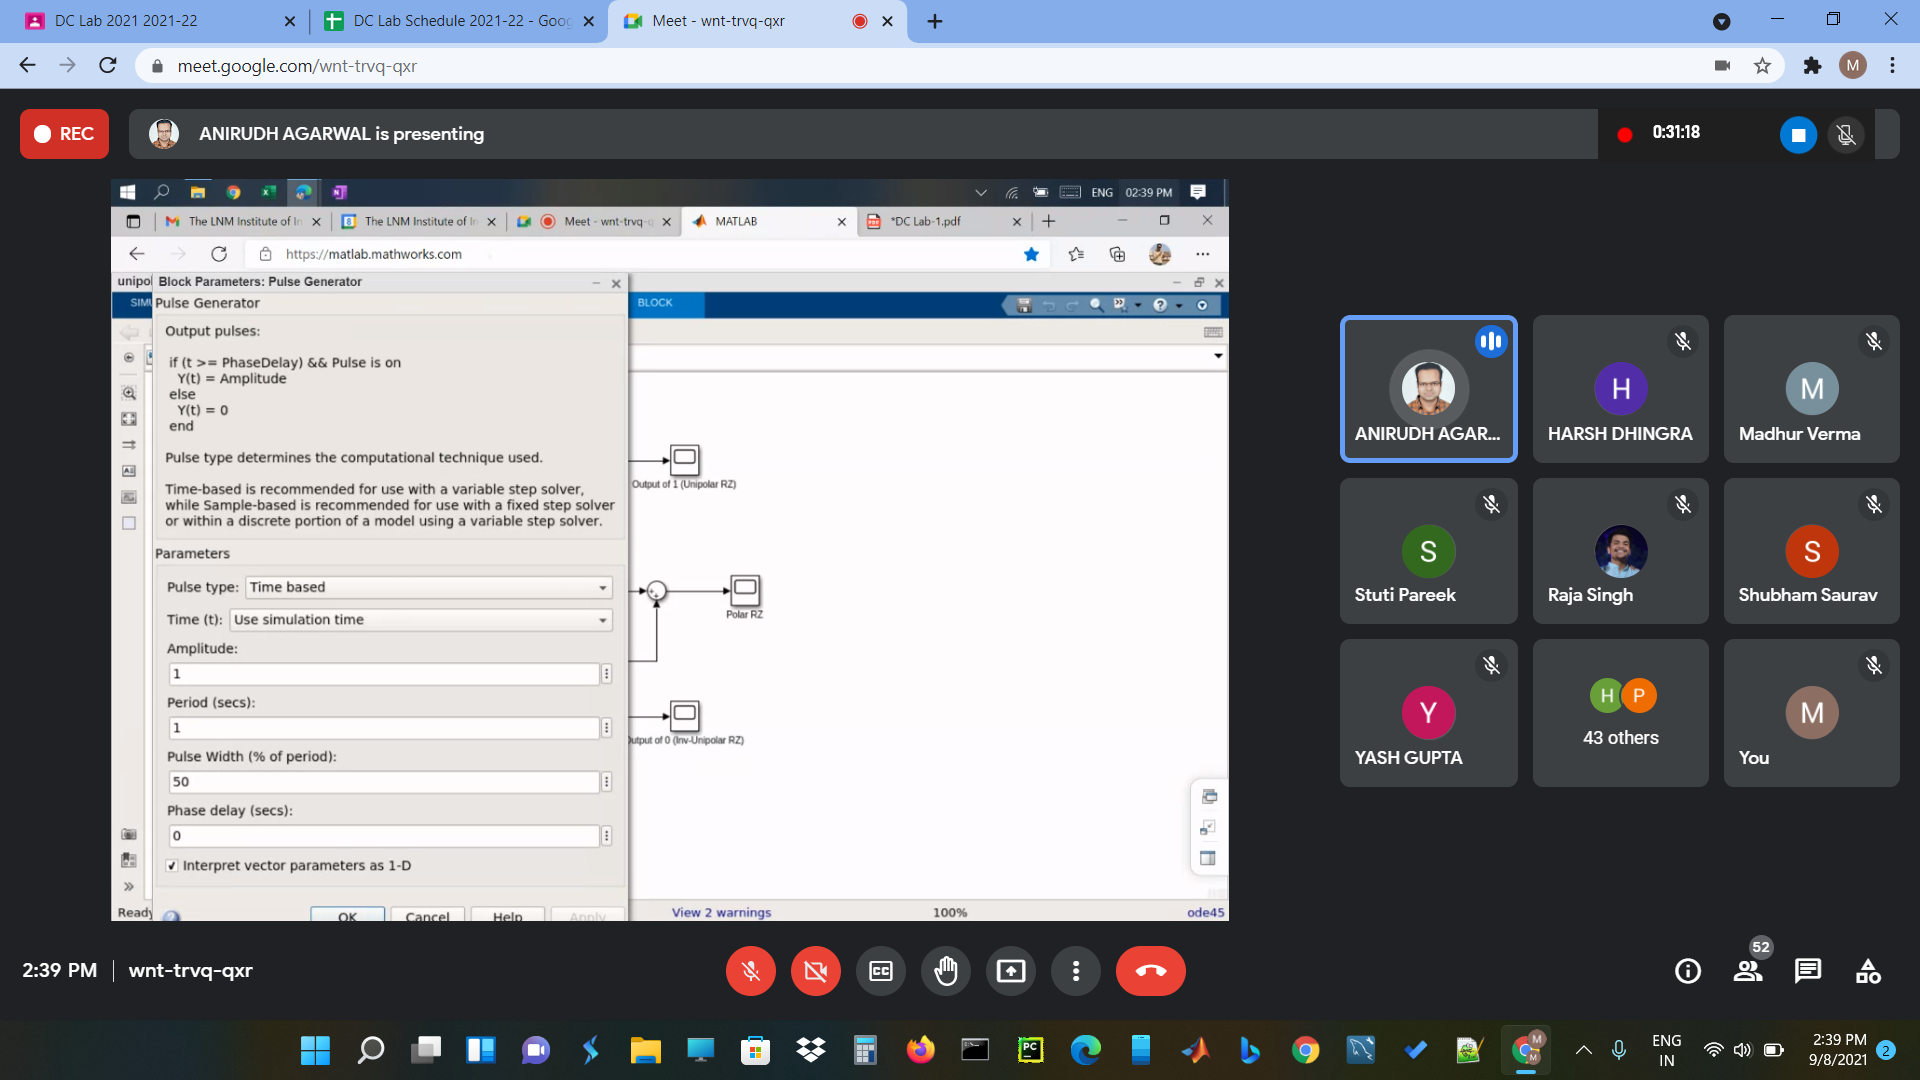 DC Lab 2021 2021-22
DC Lab Schedule 2021-22 - Goog
Meet - wnt-trvq-qxr
meet.google.com/wnt-trvq-qxr
M
REC
ANIRUDH AGARWAL is presenting
0:31:18
ENG
02:39 PM
The LNM Institute of In
The LNM Institute of In
Meet - wnt-trvq-q
MATLAB
*DC Lab-1.pdf
https://matlab.mathworks.com
unipol
Block Parameters: Pulse Generator
SIMU
BLOCK
Pulse Generator
Output pulses:
if (t >= PhaseDelay) && Pulse is on
Y(t) = Amplitude
else
Y(t) = 0
end
Pulse type determines the computational technique used.
Time-based is recommended for use with a variable step solver,
while Sample-based is recommended for use with a fixed step solver
or within a discrete portion of a model using a variable step solver.
Parameters
Pulse type: Time based
Time (t): Use simulation time
Amplitude:
1
Period (secs):
1
Pulse Width (% of period):
50
Phase delay (secs):
0
Interpret vector parameters as 1-D
OK
Cancel
Help
Apply
Output of 1 (Unipolar RZ)
Polar RZ
Output of 0 (Inv-Unipolar RZ)
Ready
View 2 warnings
100%
ode45
ANIRUDH AGAR...
H
HARSH DHINGRA
M
Madhur Verma
S
Stuti Pareek
Raja Singh
S
Shubham Saurav
Y
YASH GUPTA
H
P
43 others
M
You
2:39 PM
wnt-trvq-qxr
CC
52
PC
ENG
IN
2:39 PM
9/8/2021
2